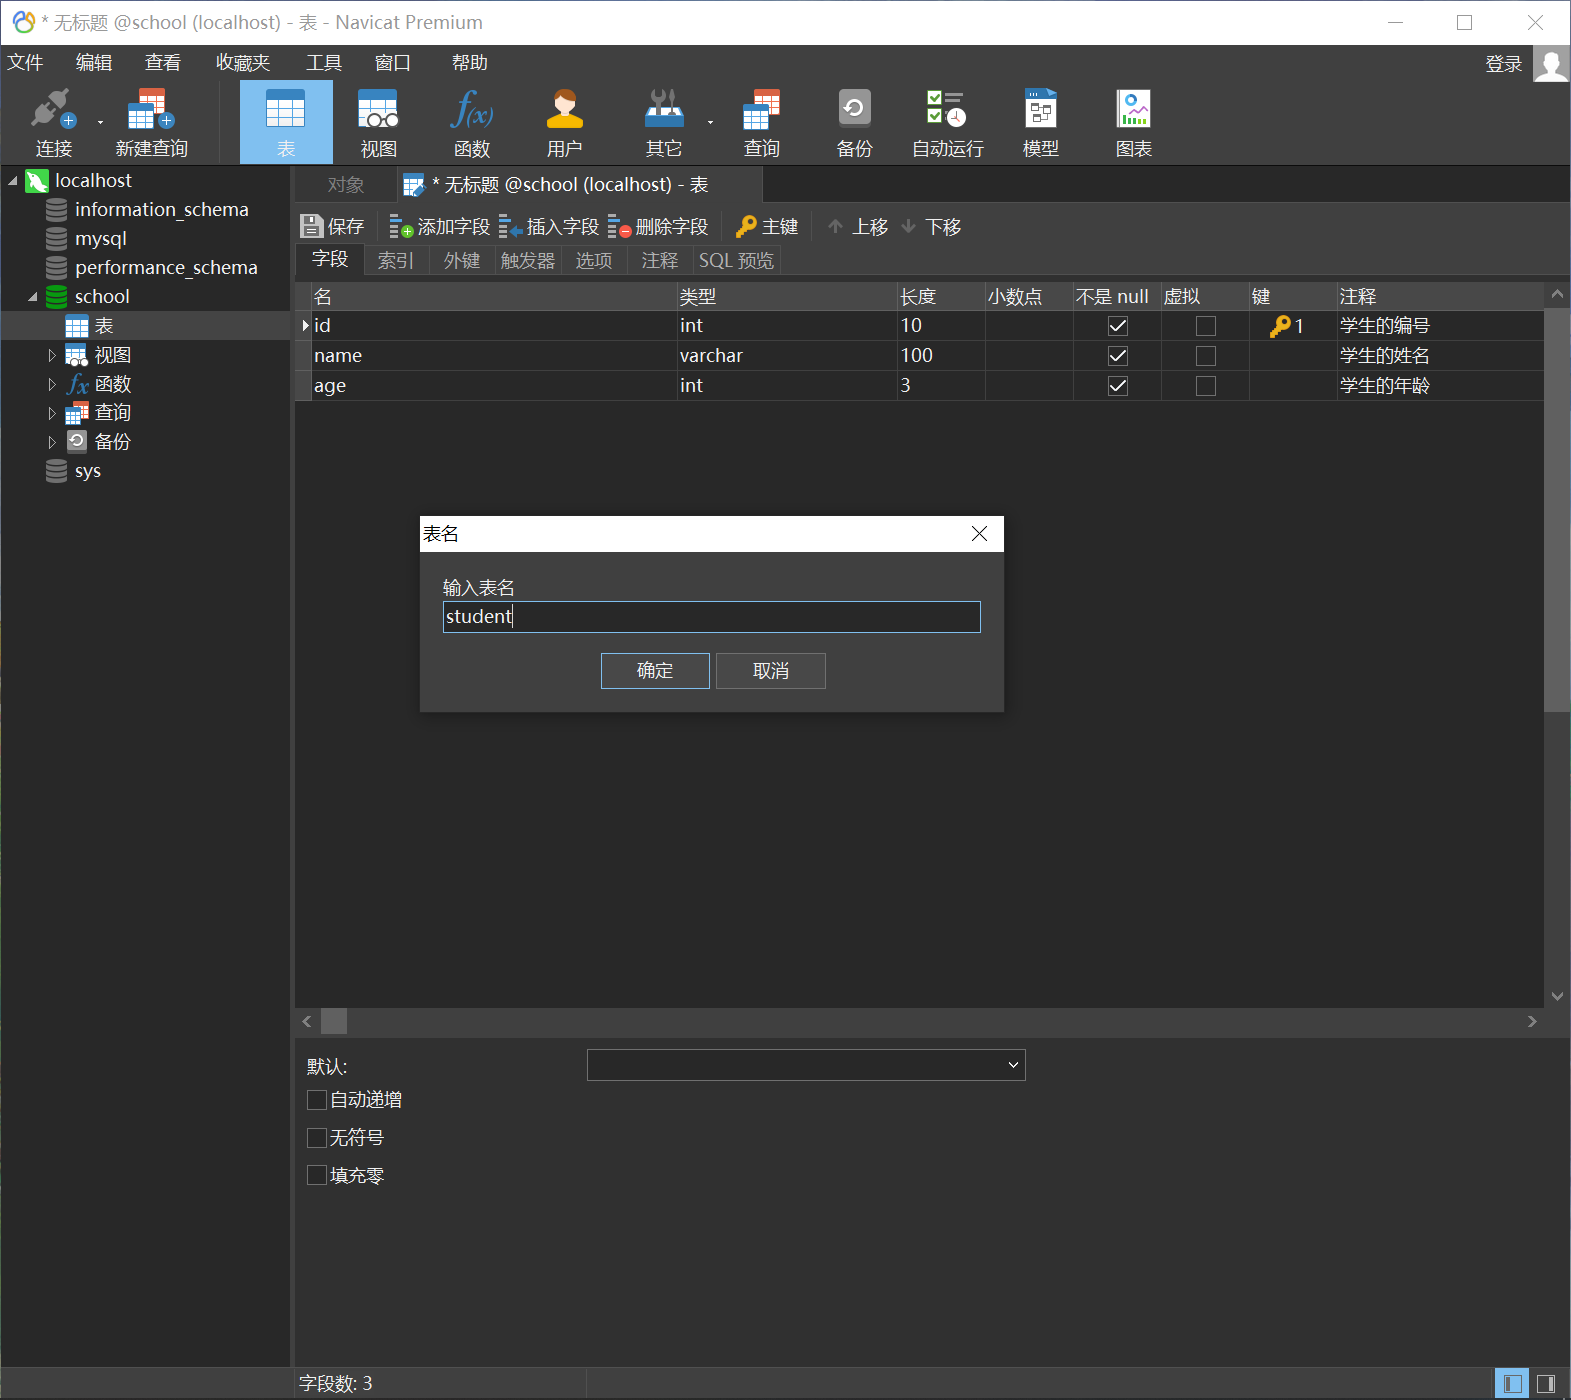 * 无标题 @school (localhost) - 表 - Navicat Premium
文件 编辑 查看 收藏夹 工具 窗口 帮助 登录
连接 新建查询 表 视图 函数 用户 其它 查询 备份 自动运行 模型 图表
localhost
information_schema
mysql
performance_schema
school
表
视图
函数
查询
备份
sys
对象 * 无标题 @school (localhost) - 表
保存 添加字段 插入字段 删除字段 主键 上移 下移
字段 索引 外键 触发器 选项 注释 SQL 预览
名 类型 长度 小数点 不是 null 虚拟 键 注释
id int 10 1 学生的编号
name varchar 100 学生的姓名
age int 3 学生的年龄
表名
输入表名
student
确定 取消
默认:
自动递增
无符号
填充零
字段数: 3